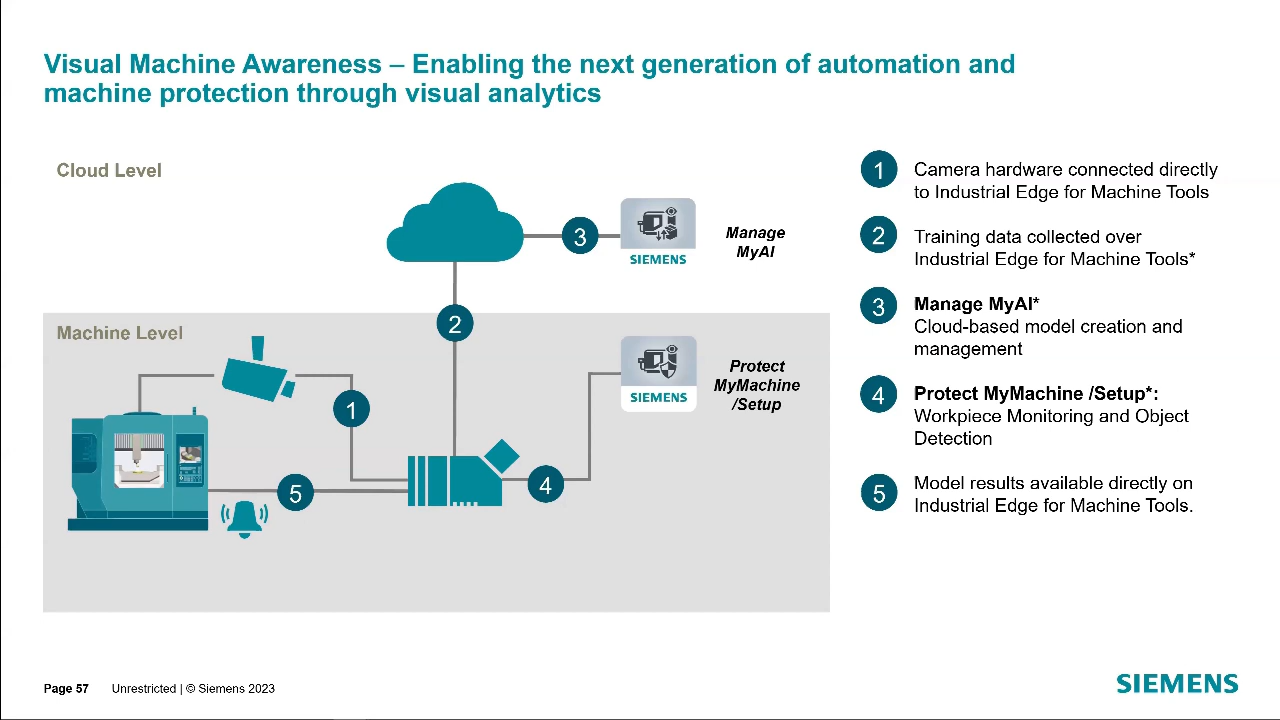 Visual Machine Awareness – Enabling the next generation of automation and
machine protection through visual analytics
Cloud Level
3
SIEMENS
Manage
MyAI
2
Machine Level
1
SIEMENS
Protect
MyMachine
/Setup
4
5
1
Camera hardware connected directly
to Industrial Edge for Machine Tools
2
Training data collected over
Industrial Edge for Machine Tools*
3
Manage MyAI*
Cloud-based model creation and
management
4
Protect MyMachine /Setup*:
Workpiece Monitoring and Object
Detection
5
Model results available directly on
Industrial Edge for Machine Tools.
Page 57 Unrestricted | © Siemens 2023
SIEMENS